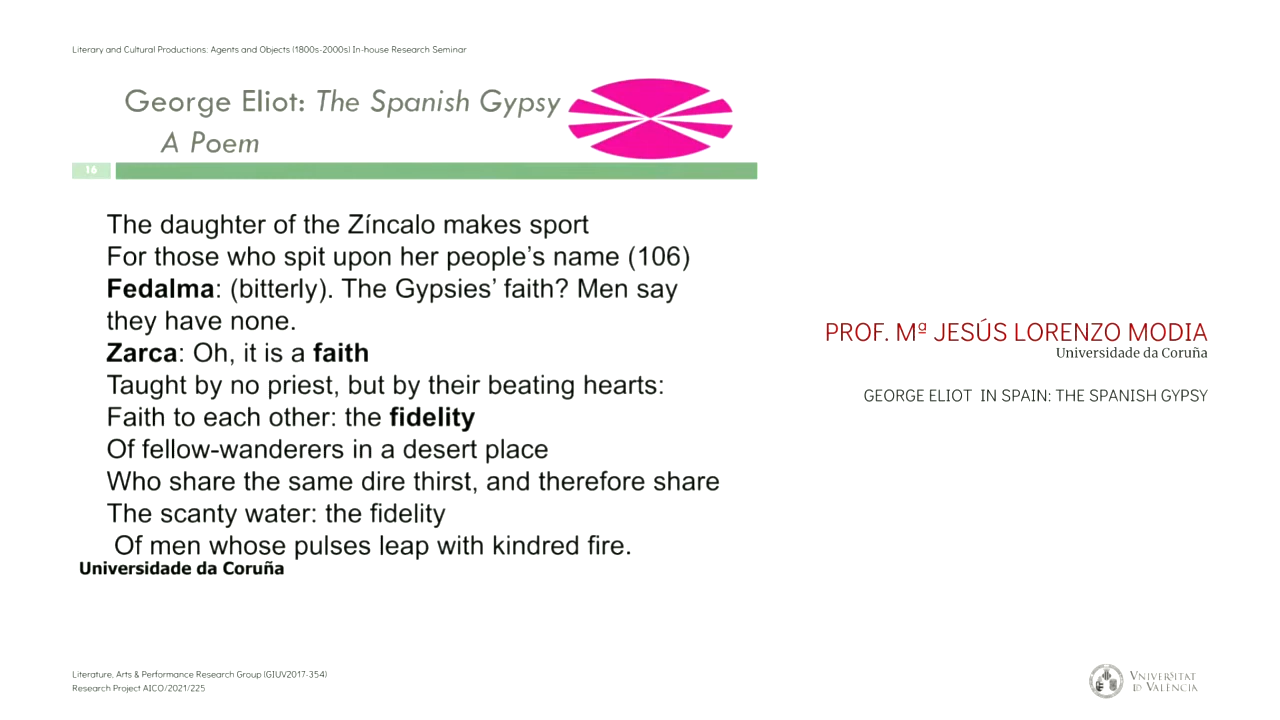 Literary and Cultural Productions: Agents and Objects (1800s-2000s) In-house Research Seminar
George Eliot: The Spanish Gypsy
A Poem
16
The daughter of the Zíncalo makes sport
For those who spit upon her people’s name (106)
Fedalma: (bitterly). The Gypsies’ faith? Men say
they have none.
Zarca: Oh, it is a faith
Taught by no priest, but by their beating hearts:
Faith to each other: the fidelity
Of fellow-wanderers in a desert place
Who share the same dire thirst, and therefore share
The scanty water: the fidelity
Of men whose pulses leap with kindred fire.
Universidade da Coruña
PROF. Mª JESÚS LORENZO MODIA
Universidade da Coruña
GEORGE ELIOT IN SPAIN: THE SPANISH GYPSY
Literature, Arts & Performance Research Group (GIUV2017-354)
Research Project AICO/2021/225
VNIVERSITAT
ID VALENCIA